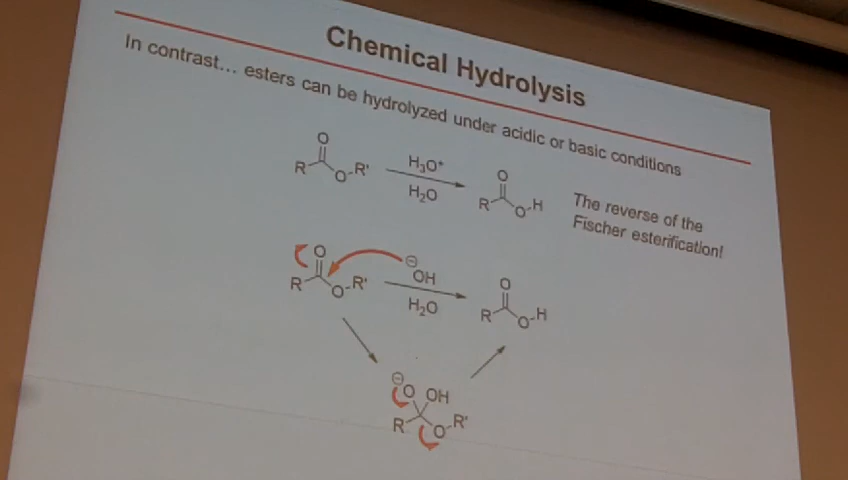 Chemical Hydrolysis
In contrast... esters can be hydrolyzed under acidic or basic conditions
O
R O-R'
H₃O⁺
H₂O
O
R O-H
The reverse of the
Fischer esterification!
O
R O-R'
⊖
OH
H₂O
O
R O-H
⊖
O OH
R O-R'